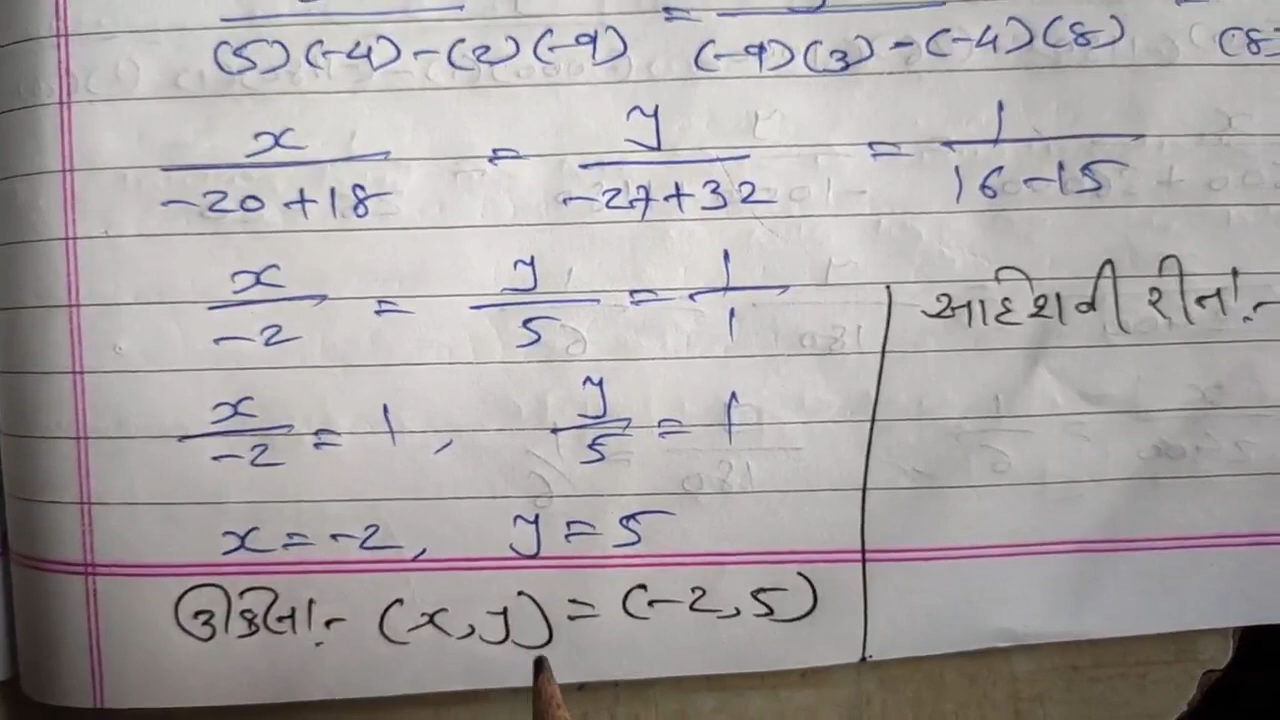 (5)(-4)-(2)(-9) = (-9)(3)-(-4)(8) (8
x/-20+18 = y/-27+32 = 1/16-15
x/-2 = y/5 = 1/1
આદેશની રીત!-
x/-2 = 1, y/5 = 1
x=-2, y=5
ઉકેલ!- (x,y)=(-2,5)